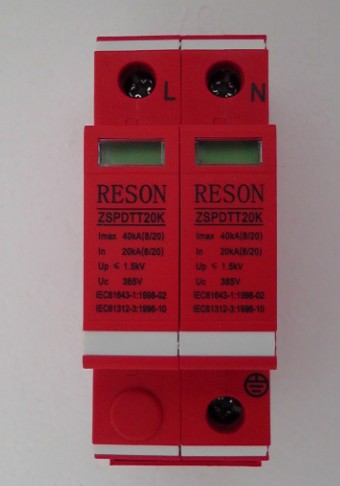 L N
RESON RESON
ZSPDTT20K ZSPDTT20K
Imax 40kA(8/20) Imax 40kA(8/20)
In 20kA(8/20) In 20kA(8/20)
Up ≤ 1.5kV Up ≤ 1.5kV
Uc 385V Uc 385V
IEC61643-1:1998-02 IEC61643-1:1998-02
IEC61312-3:1996-10 IEC61312-3:1996-10